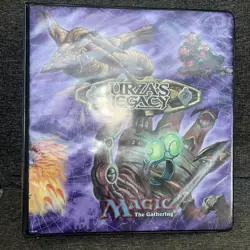 URZA'S
LEGACY
Magic
The Gathering